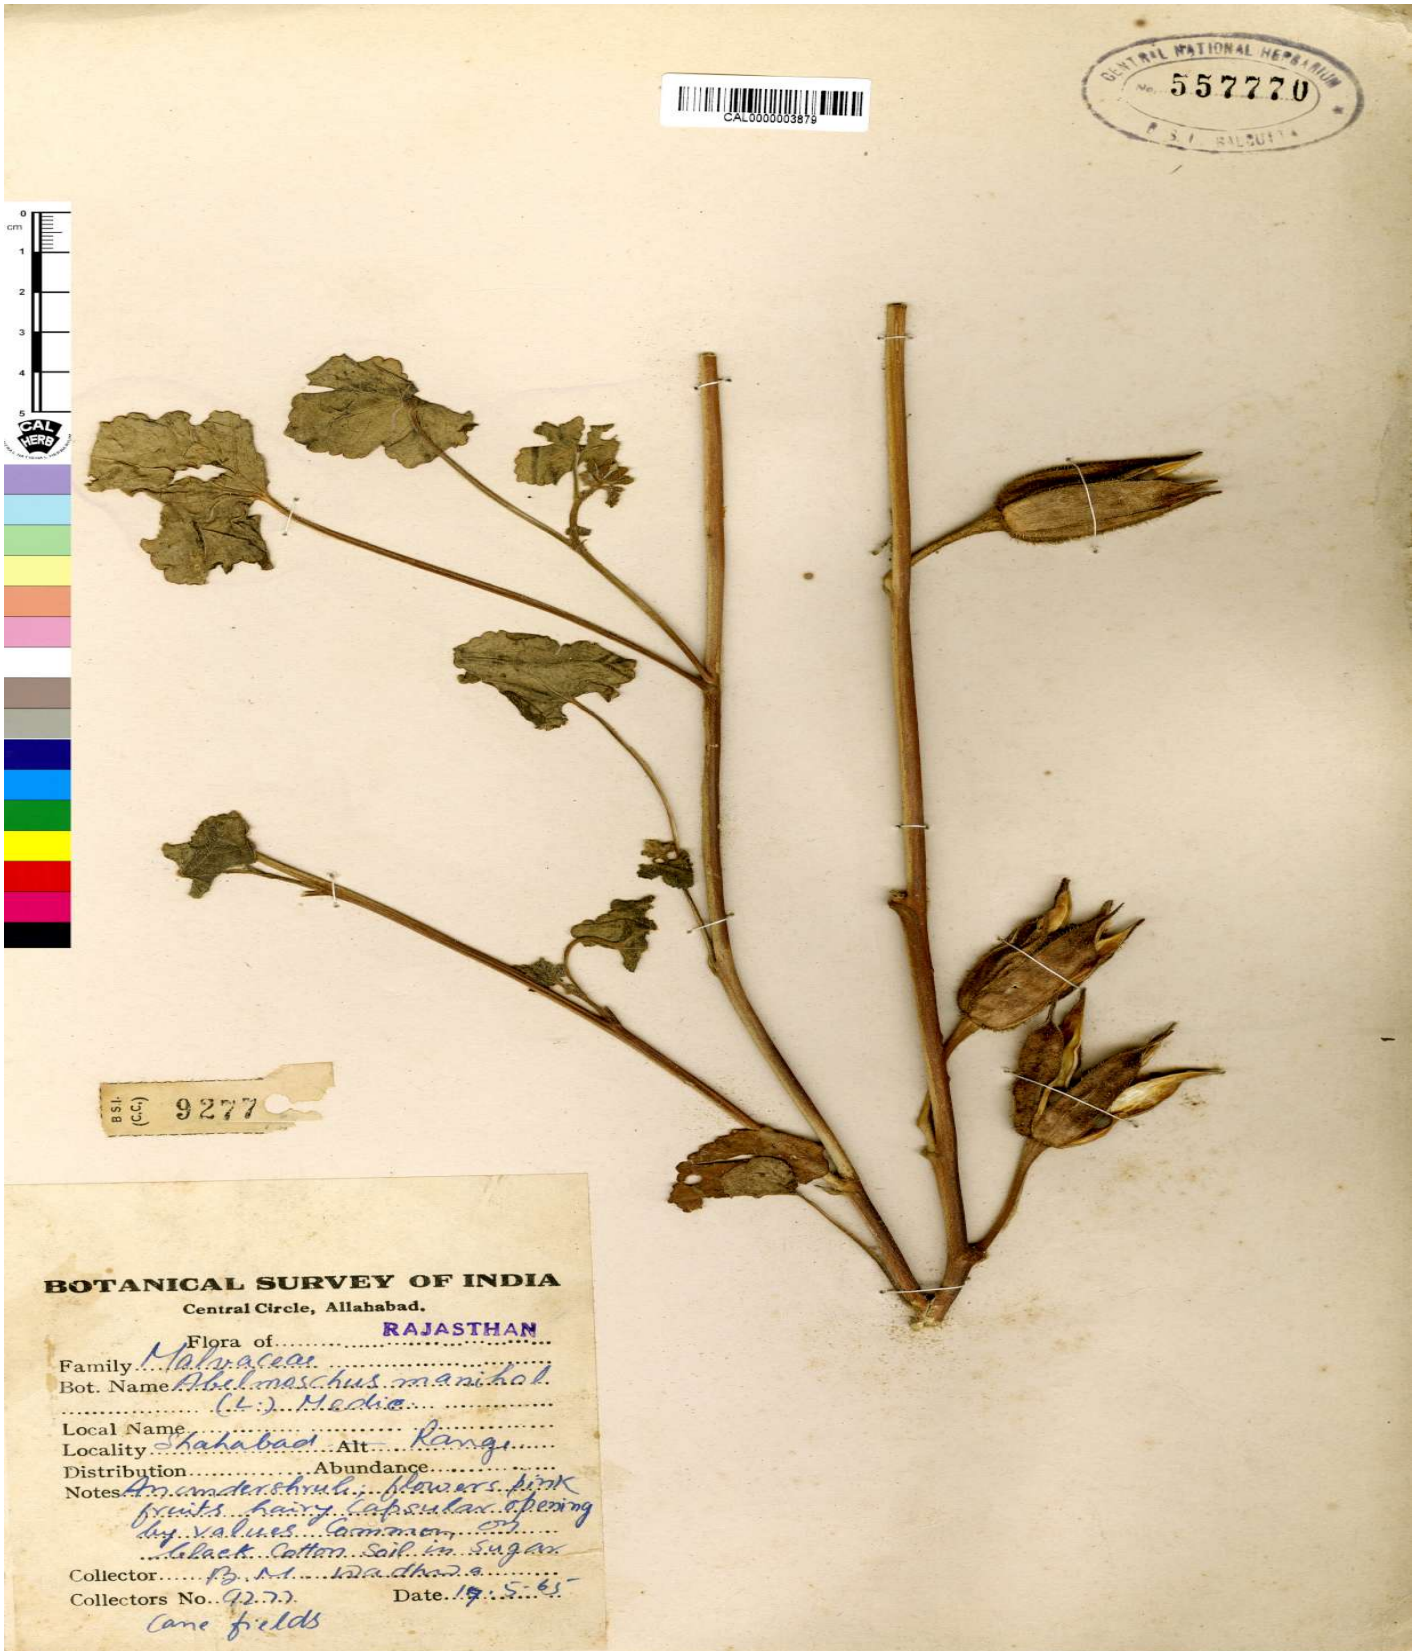 CENTRAL NATIONAL HERBARIUM
No. 557770
B. S. I. CALCUTTA
CAL0000003879
0
cm
1
2
3
4
5
CAL
HERB
B S.I.
(C.C.)
9277
BOTANICAL SURVEY OF INDIA
Central Circle, Allahabad.
Flora of RAJASTHAN
Family Malvaceae
Bot. Name Abelmoschus manihot
(L.) Medic.
Local Name
Locality Shahabad Alt Range
Distribution Abundance
Notes An undershrub; flowers pink
fruits hairy Capsular opening
by values Common, on
black Cotton Soil in Sugar
Collector B. M. Wadhwa
Collectors No. 9277 Date 5-65
Cane fields